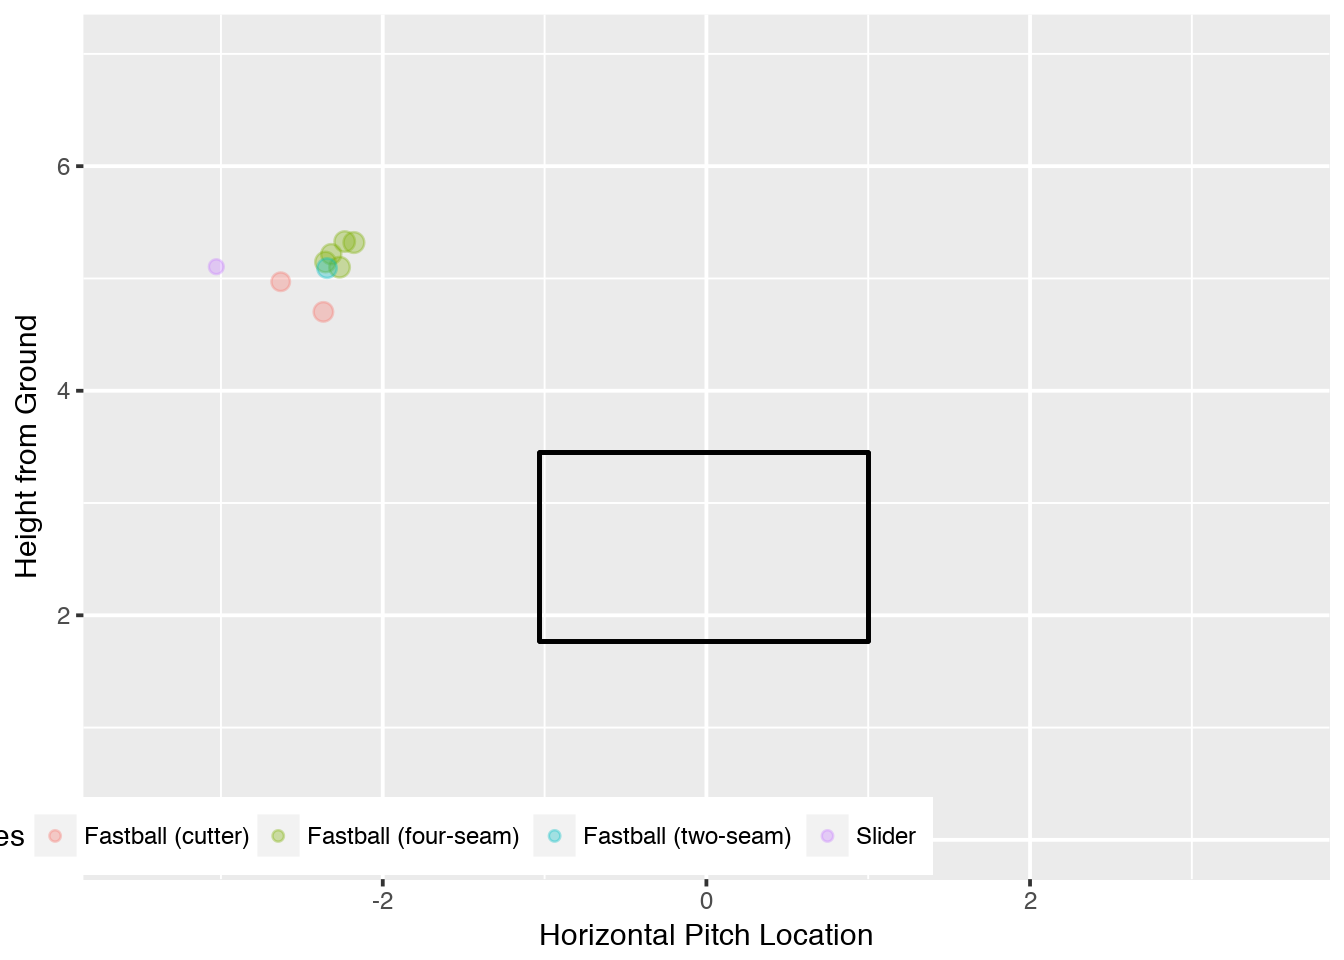 Height from Ground
6
4
2
es Fastball (cutter) Fastball (four-seam) Fastball (two-seam) Slider
-2 0 2
Horizontal Pitch Location